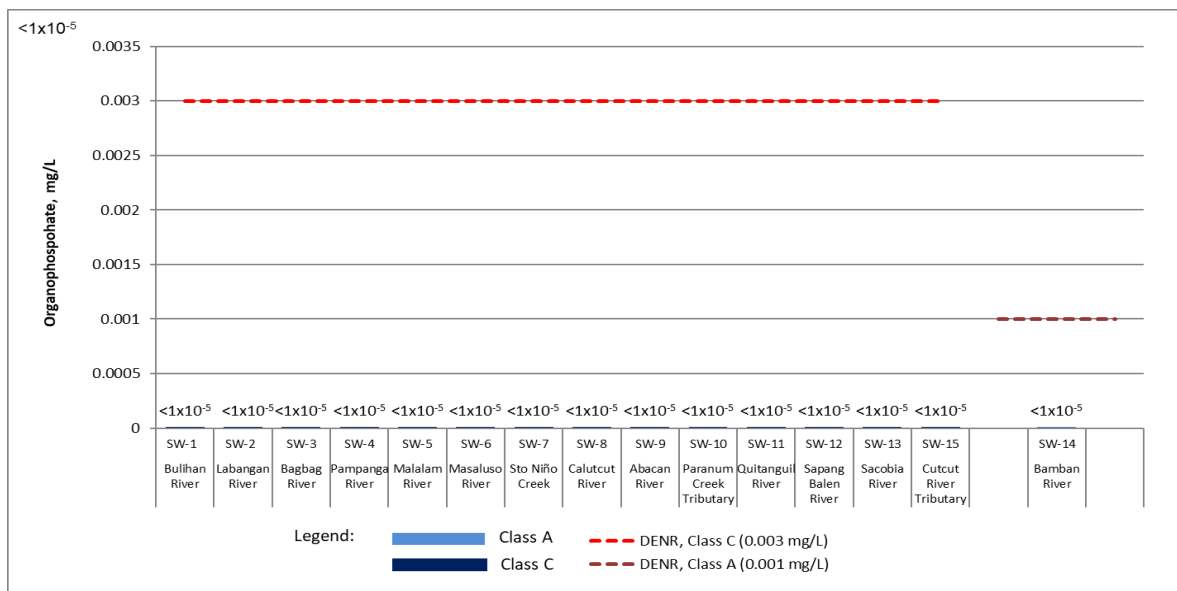 <1x10-5
0.0035
0.003
0.0025
0.002
0.0015
0.001
0.0005
0
Organophospohate, mg/L
<1x10-5 <1x10-5 <1x10-5 <1x10-5 <1x10-5 <1x10-5 <1x10-5 <1x10-5 <1x10-5 <1x10-5 <1x10-5 <1x10-5 <1x10-5 <1x10-5 <1x10-5
SW-1 SW-2 SW-3 SW-4 SW-5 SW-6 SW-7 SW-8 SW-9 SW-10 SW-11 SW-12 SW-13 SW-15 SW-14
Bulihan River
Labangan River
Bagbag River
Pampanga River
Malalam River
Masaluso River
Sto Niño Creek
Calutcut River
Abacan River
Paranum Creek Tributary
Quitanguil River
Sapang Balen River
Sacobia River
Cutcut River Tributary
Bamban River
Legend:
Class A
DENR, Class C (0.003 mg/L)
Class C
DENR, Class A (0.001 mg/L)